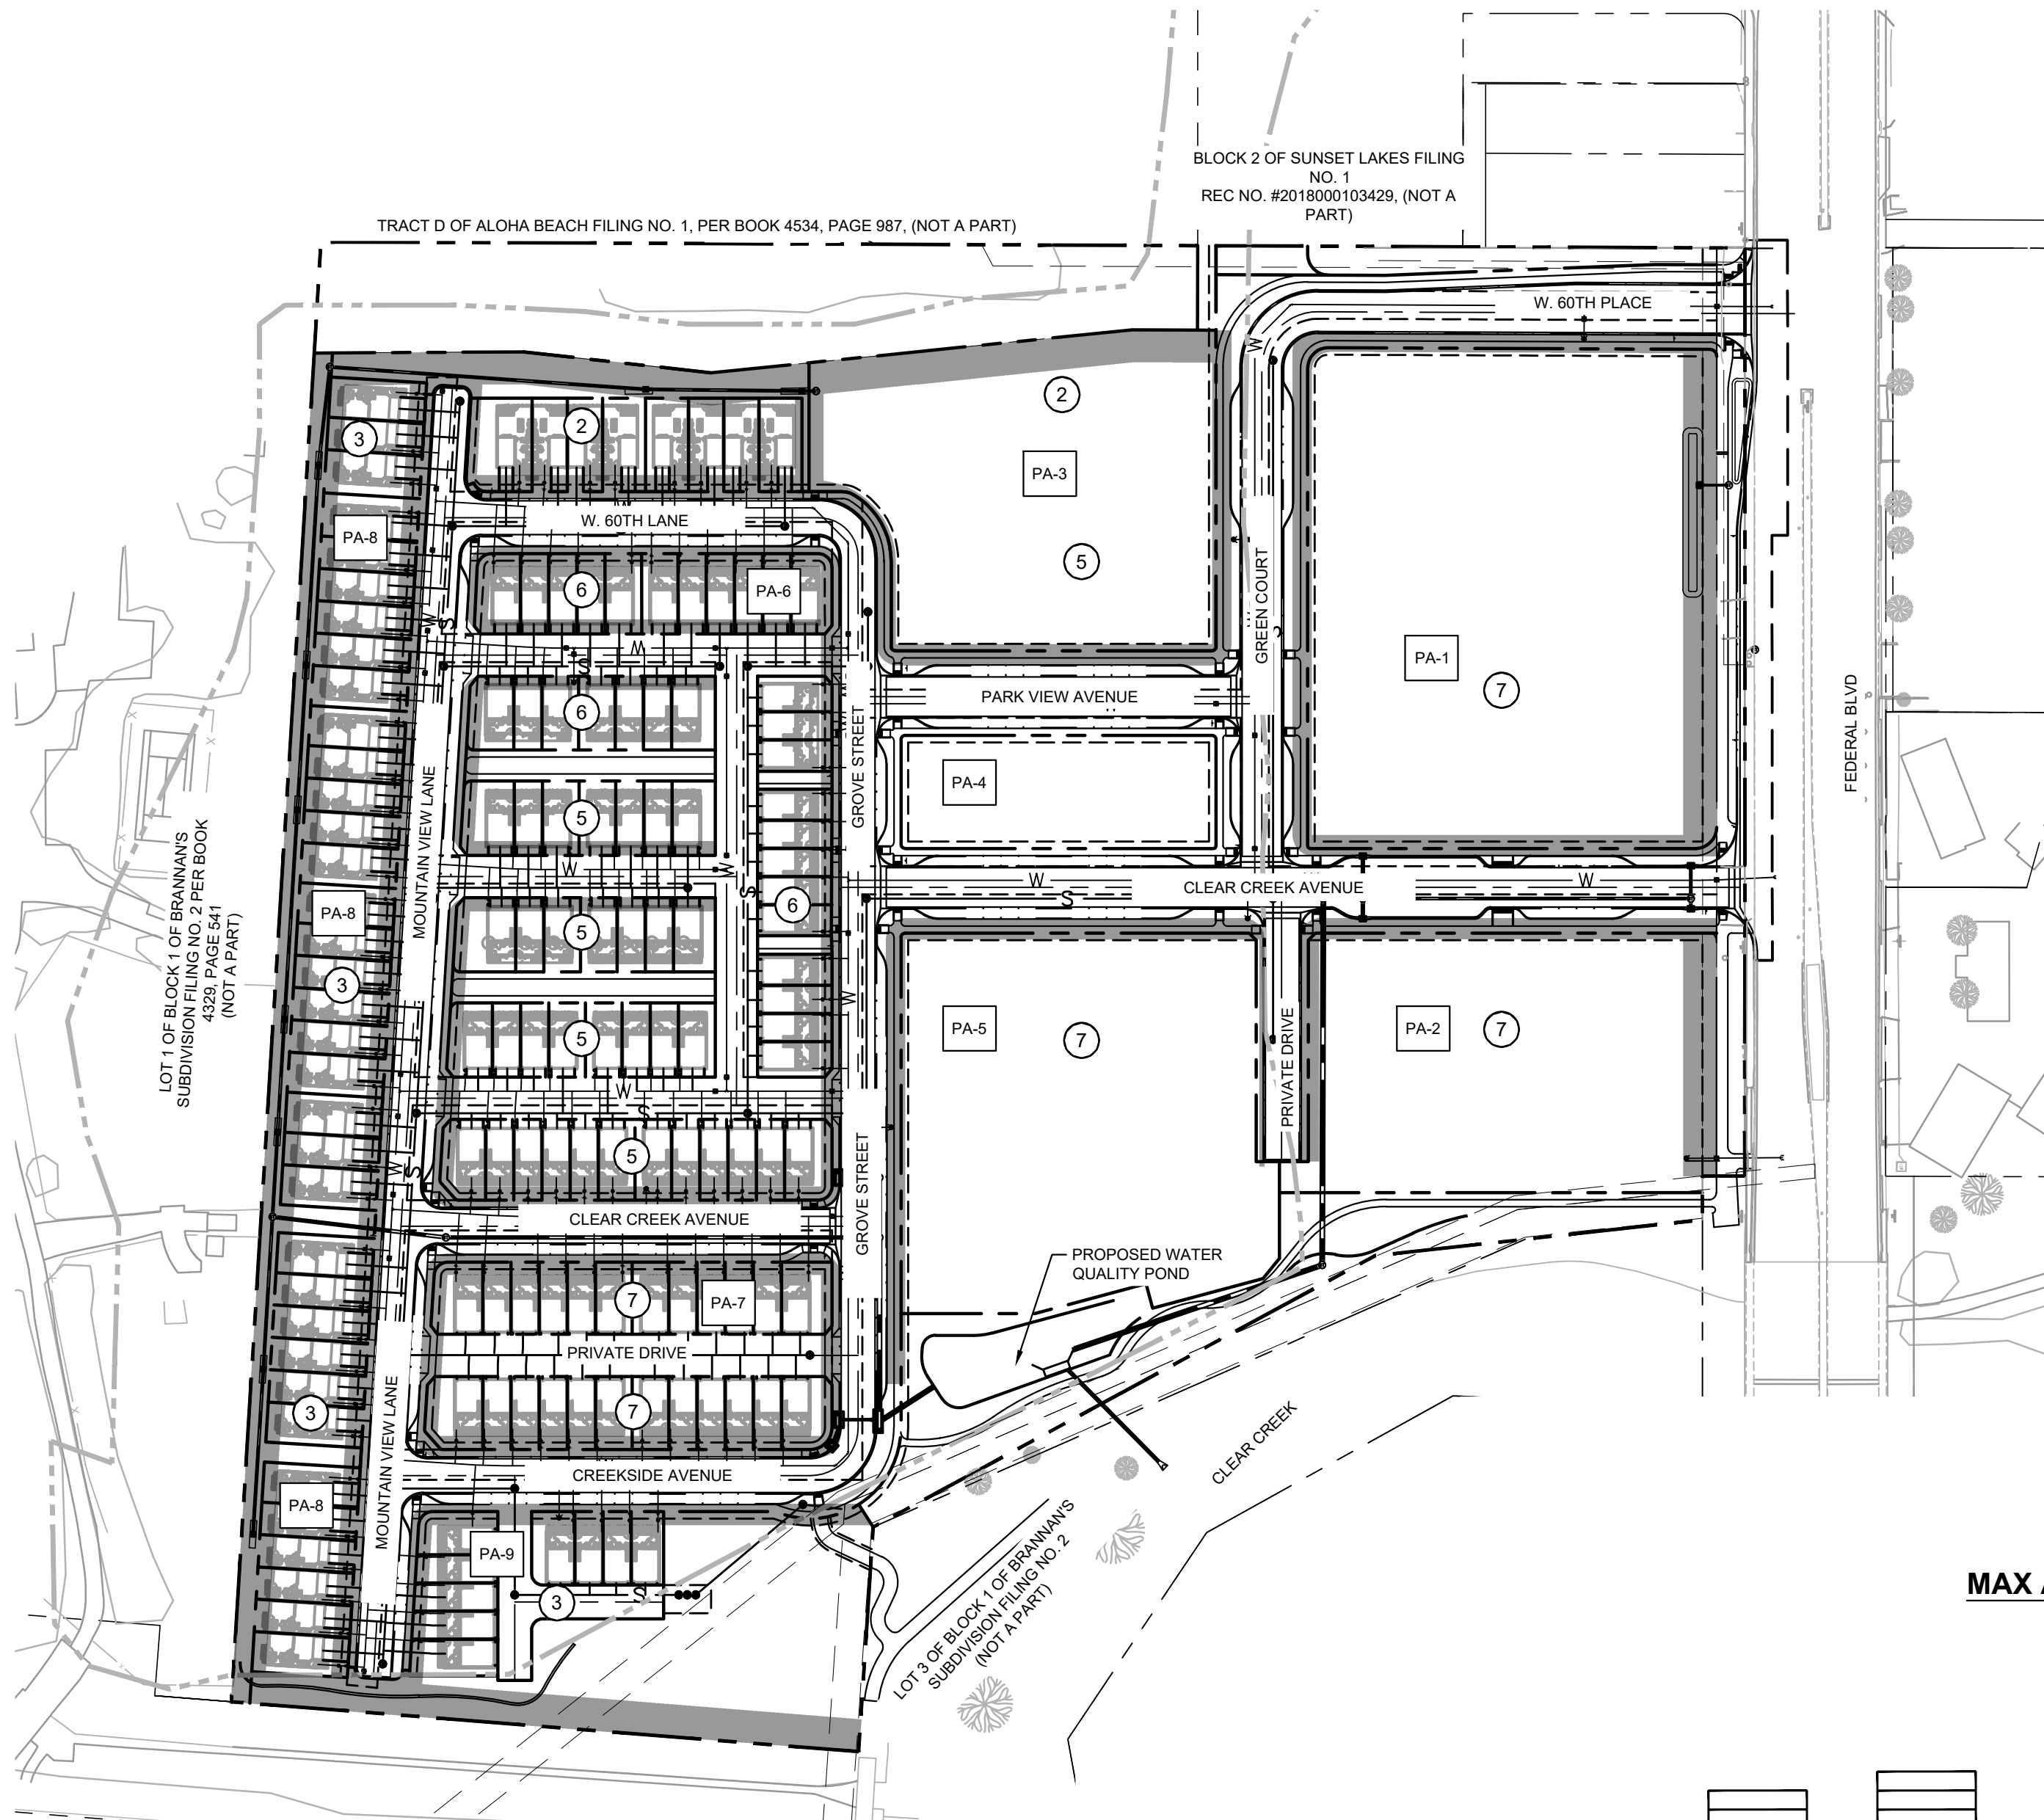 BLOCK 2 OF SUNSET LAKES FILING
NO. 1
REC NO. #2018000103429, (NOT A
PART)
TRACT D OF ALOHA BEACH FILING NO. 1, PER BOOK 4534, PAGE 987, (NOT A PART)
W. 60TH PLACE
W
2
2
3
PA-3
W. 60TH LANE
PA-8
5
GREEN COURT
6
PA-6
W
S
W
S
S
PA-1
7
6
PARK VIEW AVENUE
GROVE STREET
FEDERAL BLVD
PA-4
MOUNTAIN VIEW LANE
5
W
W
S
W
S
CLEAR CREEK AVENUE
W
PA-8
6
5
LOT 1 OF BLOCK 1 OF BRANNAN'S
SUBDIVISION FILING NO. 2 PER BOOK
4329, PAGE 541
(NOT A PART)
3
W
5
PA-5
7
PRIVATE DRIVE
PA-2
7
W
S
5
W
S
GROVE STREET
CLEAR CREEK AVENUE
PROPOSED WATER
QUALITY POND
7
PA-7
PRIVATE DRIVE
3
7
MOUNTAIN VIEW LANE
CREEKSIDE AVENUE
CLEAR CREEK
PA-8
PA-9
3
S
LOT 3 OF BLOCK 1 OF BRANNAN'S
SUBDIVISION FILING NO. 2
(NOT A PART)
MAX